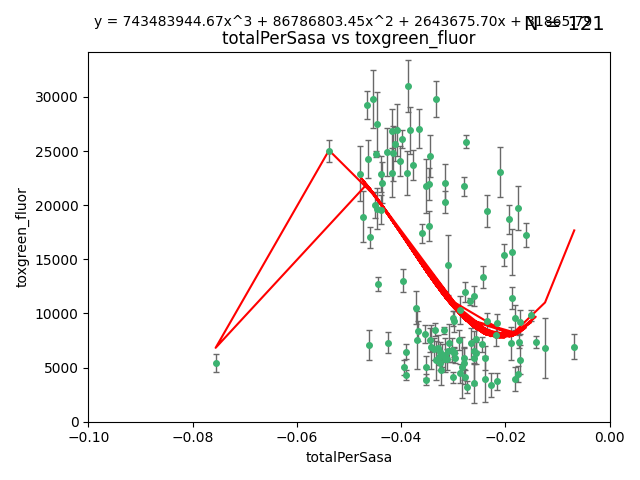 y = 743483944.67x^3 + 86786803.45x^2 + 2643675.70x +
N = 121
totalPerSasa vs toxgreen_fluor
toxgreen_fluor
30000
25000
20000
15000
10000
5000
0
−0.10 −0.08 −0.06 −0.04 −0.02 0.00
totalPerSasa